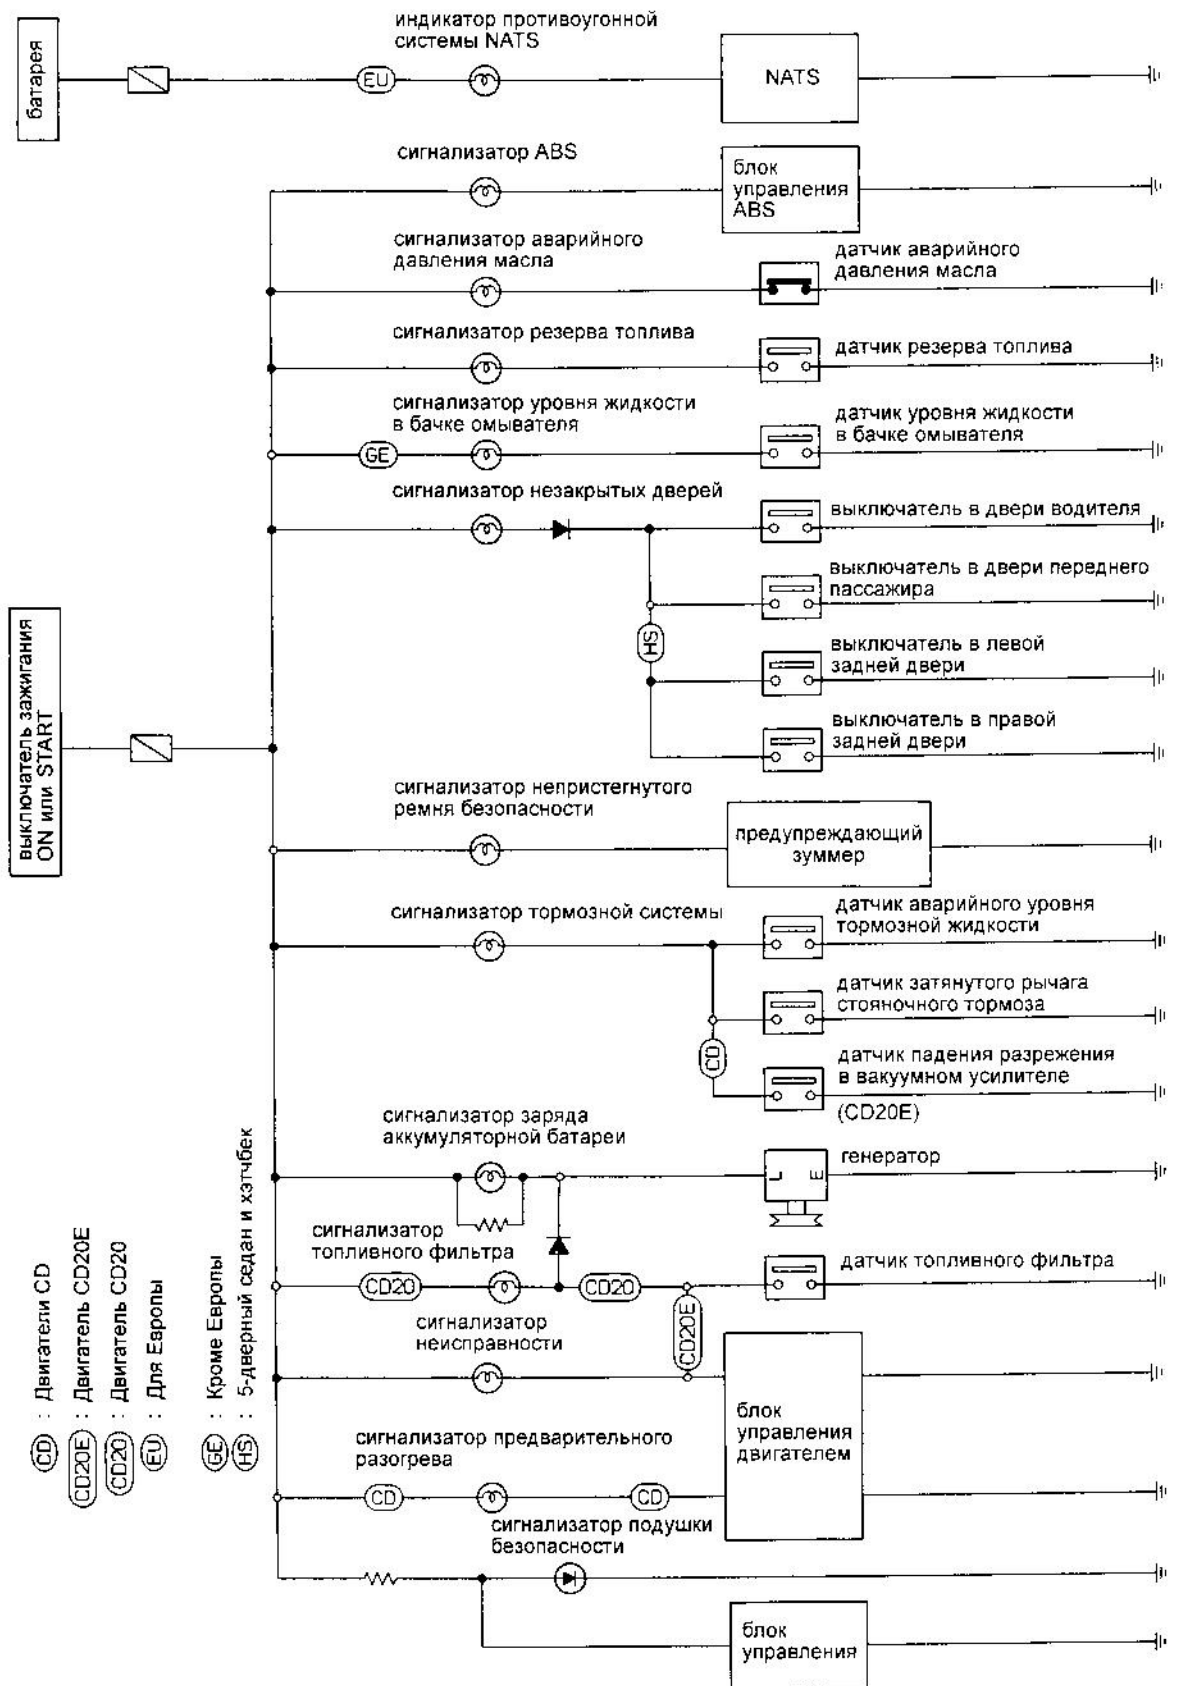 индикатор противоугонной
системы NATS
батарея
EU
NATS
сигнализатор ABS
блок
управления
ABS
сигнализатор аварийного
давления масла
датчик аварийного
давления масла
сигнализатор резерва топлива
датчик резерва топлива
сигнализатор уровня жидкости
в бачке омывателя
датчик уровня жидкости
в бачке омывателя
GE
сигнализатор незакрытых дверей
выключатель в двери водителя
выключатель в двери переднего
пассажира
HS
выключатель в левой
задней двери
выключатель в правой
задней двери
выключатель зажигания
ON или START
сигнализатор непристегнутого
ремня безопасности
предупреждающий
зуммер
сигнализатор тормозной системы
датчик аварийного уровня
тормозной жидкости
датчик затянутого рычага
стояночного тормоза
CD
датчик падения разрежения
в вакуумном усилителе
(CD20E)
сигнализатор заряда
аккумуляторной батареи
L E
генератор
сигнализатор
топливного фильтра
CD20
CD20
датчик топливного фильтра
CD20E
сигнализатор
неисправности
блок
управления
двигателем
сигнализатор предварительного
разогрева
CD
CD
сигнализатор подушки
безопасности
блок
управления
CD : Двигатели CD
CD20E : Двигатель CD20E
CD20 : Двигатель CD20
EU : Для Европы
GE : Кроме Европы
HS : 5-дверный седан и хэтчбек